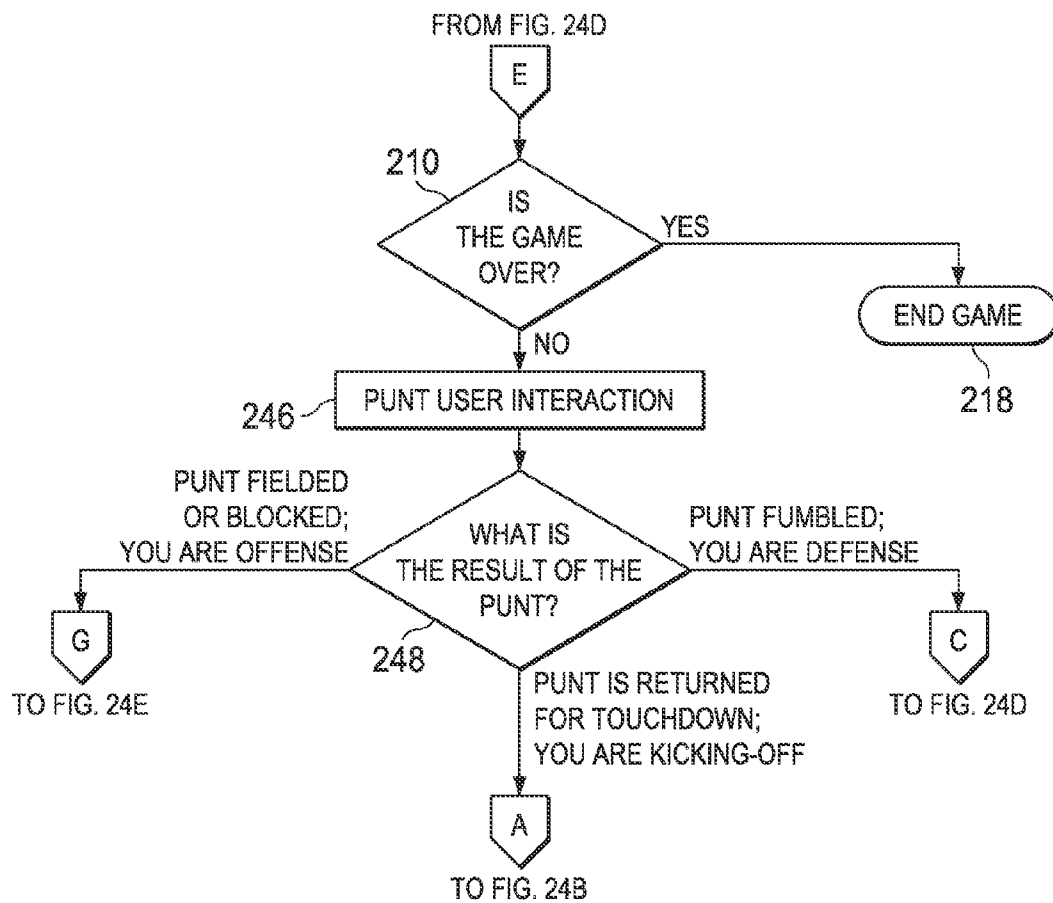 FROM FIG. 24D
E
210
IS
THE GAME
OVER?
YES
END GAME
218
NO
246
PUNT USER INTERACTION
PUNT FIELDED
OR BLOCKED;
YOU ARE OFFENSE
WHAT IS
THE RESULT OF THE
PUNT?
248
PUNT FUMBLED;
YOU ARE DEFENSE
G
TO FIG. 24E
C
TO FIG. 24D
PUNT IS RETURNED
FOR TOUCHDOWN;
YOU ARE KICKING-OFF
A
TO FIG. 24B